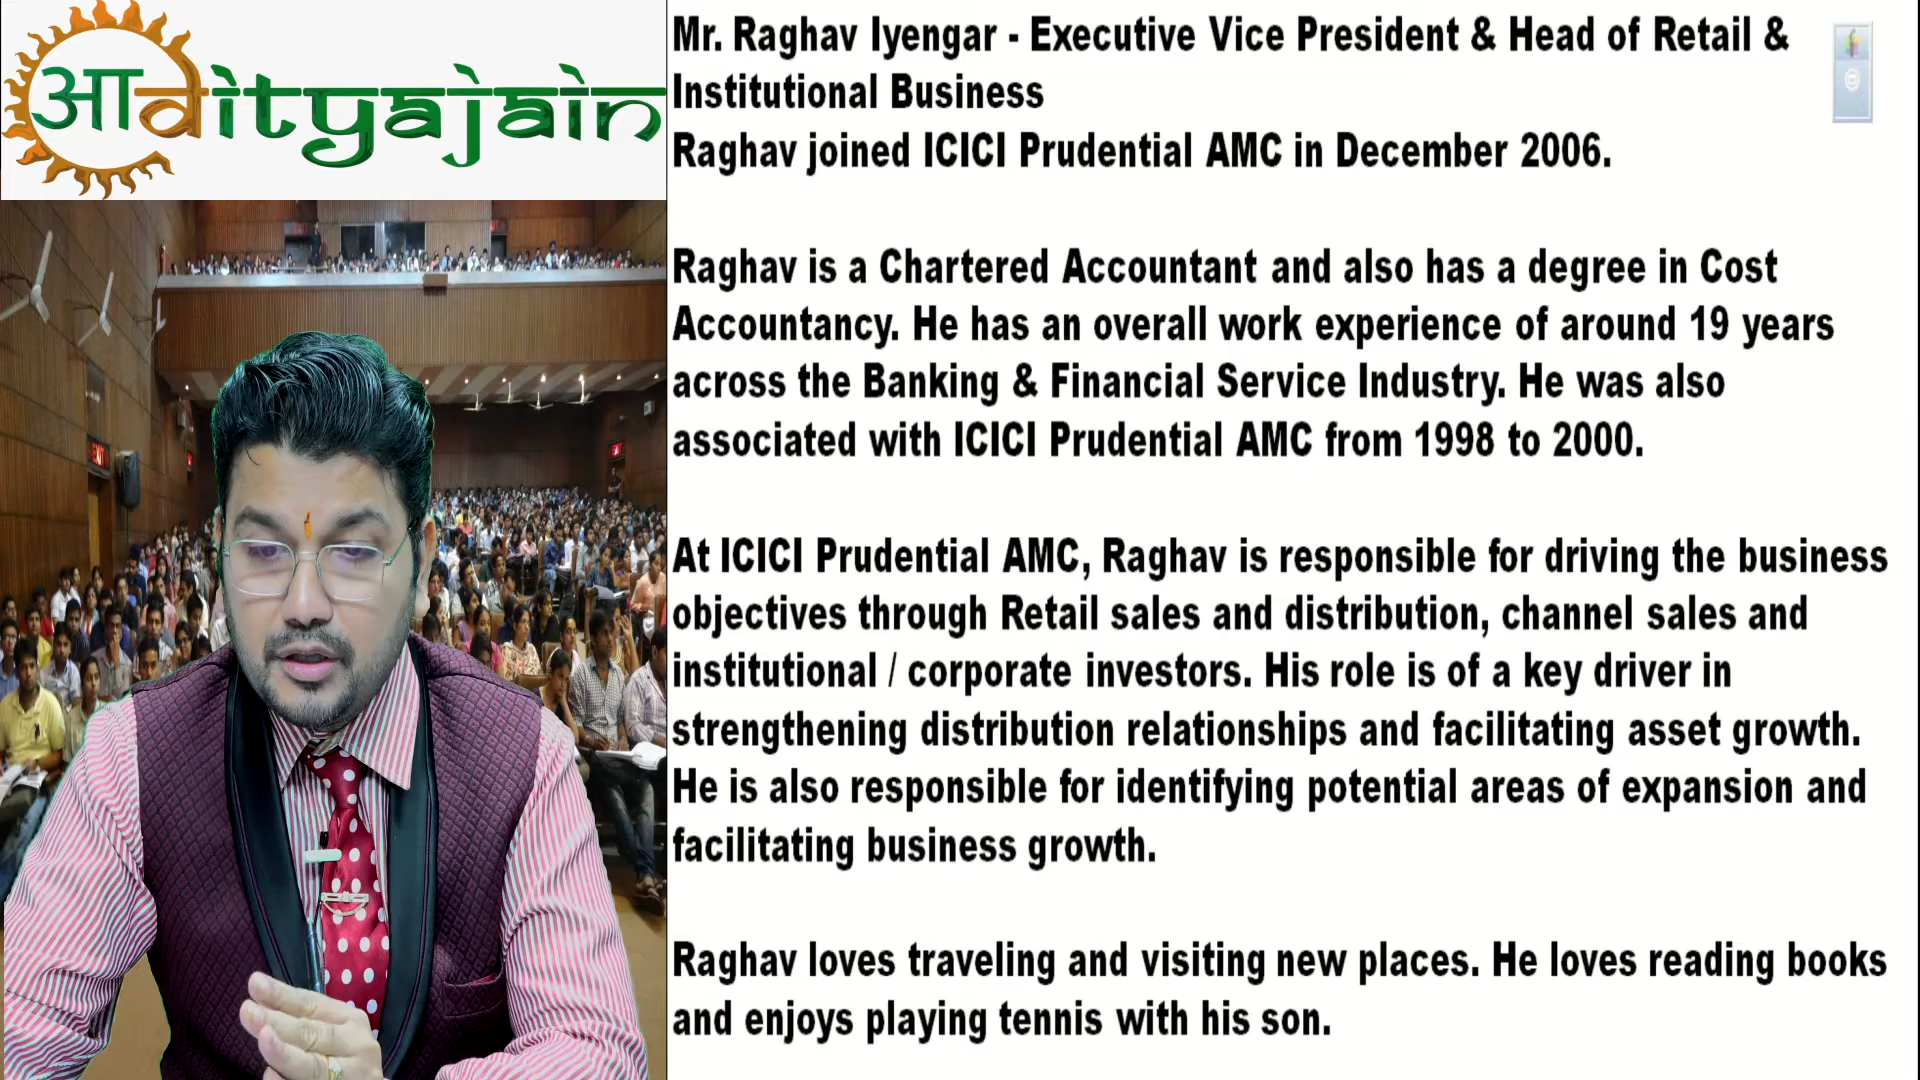 आdityajain
Mr. Raghav Iyengar - Executive Vice President & Head of Retail &
Institutional Business
Raghav joined ICICI Prudential AMC in December 2006.
Raghav is a Chartered Accountant and also has a degree in Cost
Accountancy. He has an overall work experience of around 19 years
across the Banking & Financial Service Industry. He was also
associated with ICICI Prudential AMC from 1998 to 2000.
At ICICI Prudential AMC, Raghav is responsible for driving the business
objectives through Retail sales and distribution, channel sales and
institutional / corporate investors. His role is of a key driver in
strengthening distribution relationships and facilitating asset growth.
He is also responsible for identifying potential areas of expansion and
facilitating business growth.
Raghav loves traveling and visiting new places. He loves reading books
and enjoys playing tennis with his son.
EXIT